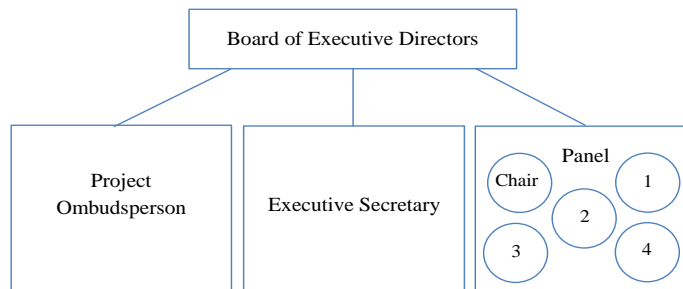 Board of Executive Directors
Project
Ombudsperson
Executive Secretary
Panel
Chair
1
2
3
4